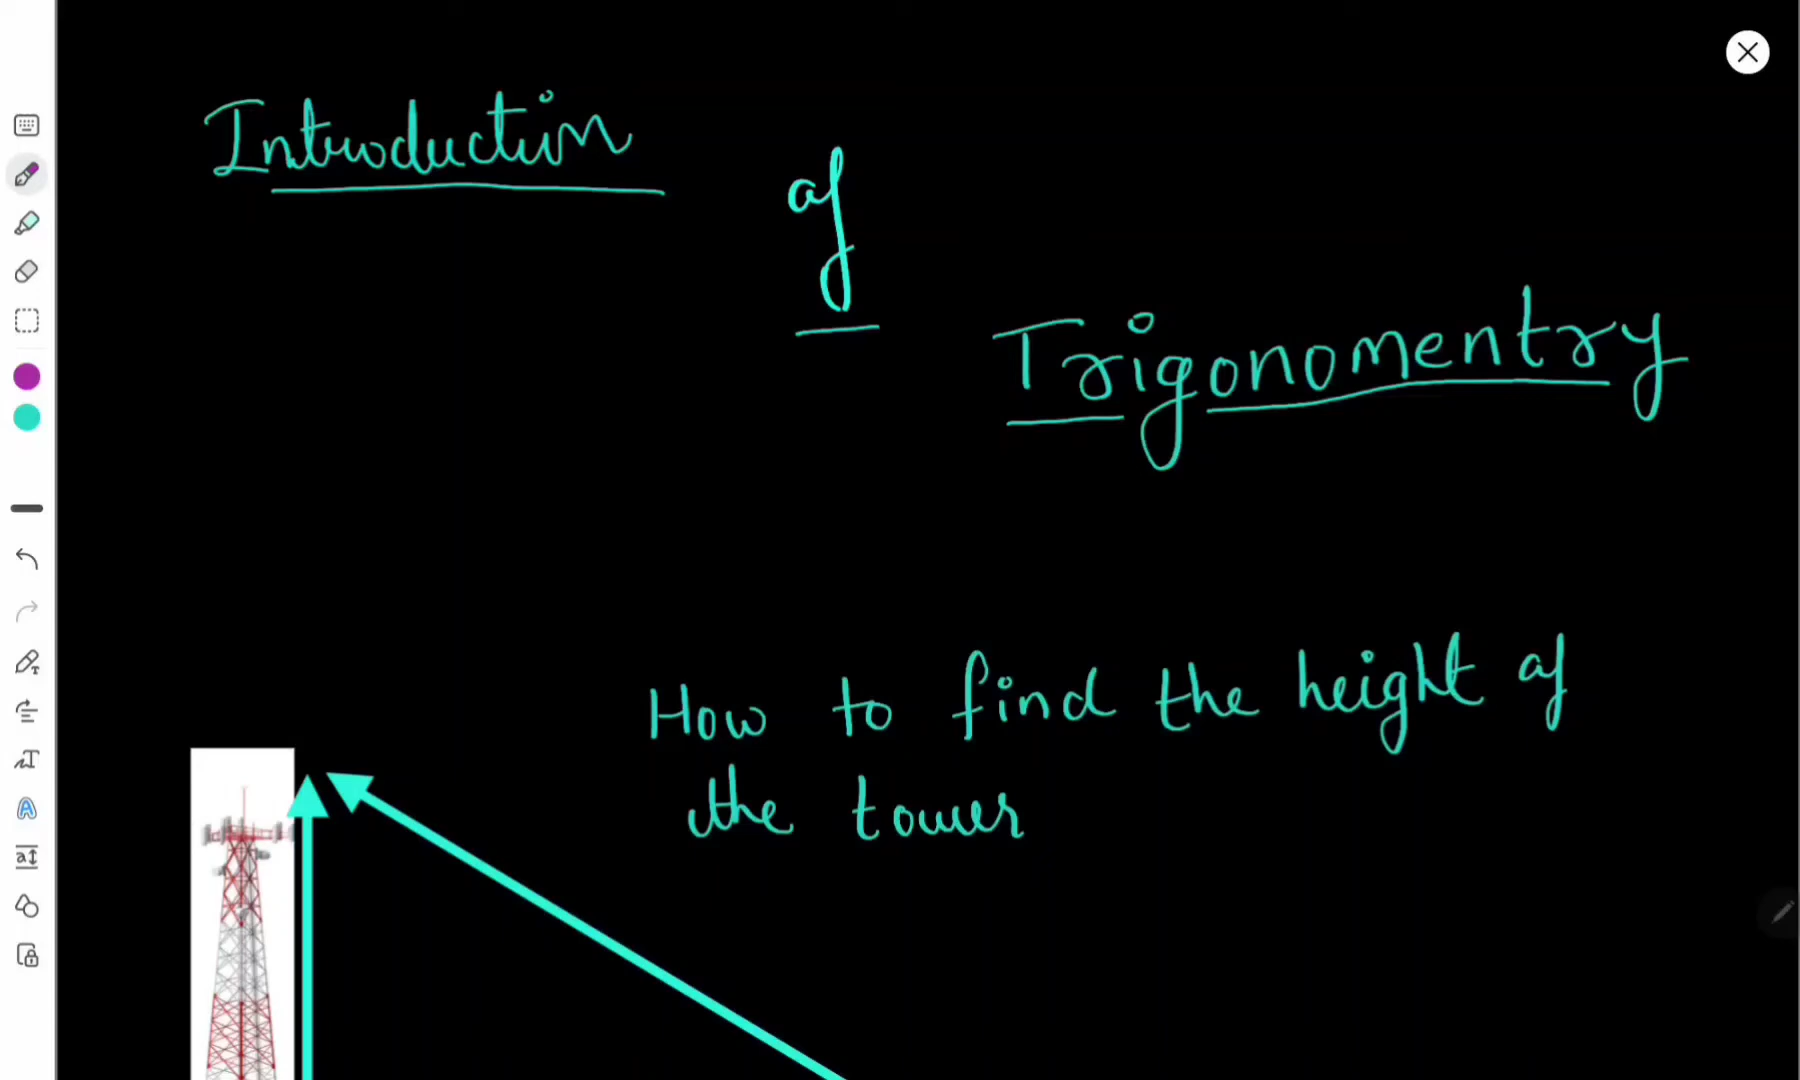 Introduction
of
Trigonomentry
How to find the height of
the tower